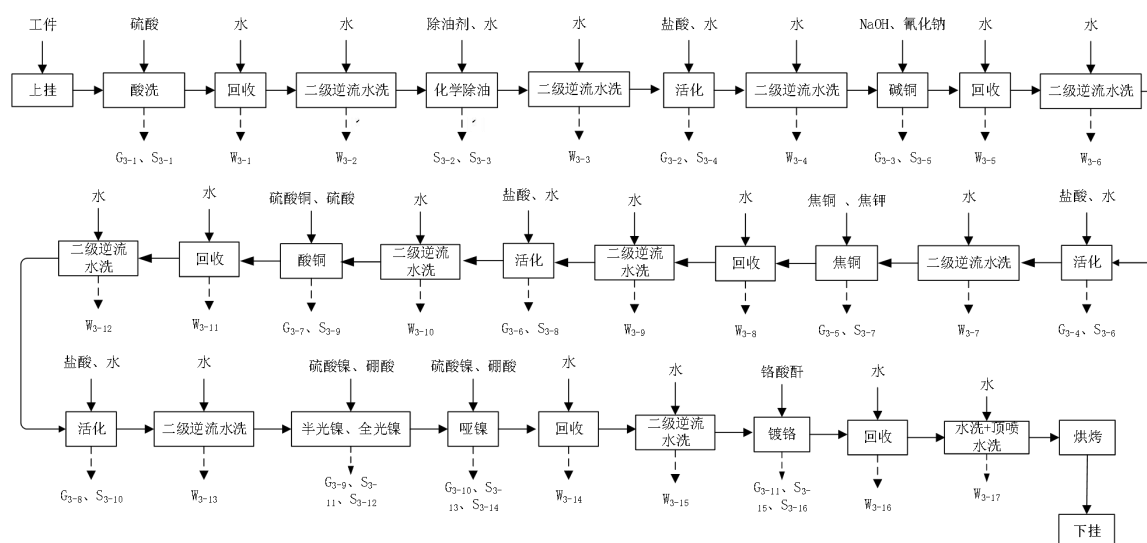 工件 硫酸 水 水 除油剂、水 水 盐酸、水 水 NaOH、氰化钠 水 水
上挂 酸洗 回收 二级逆流水洗 化学除油 二级逆流水洗 活化 二级逆流水洗 碱铜 回收 二级逆流水洗
G3-1、S3-1 W3-1 W3-2 S3-2、S3-3 W3-3 G3-2、S3-4 W3-4 G3-3、S3-5 W3-5 W3-6
水 水 硫酸铜、硫酸 水 盐酸、水 水 水 焦铜 、焦钾 水 盐酸、水
二级逆流 回收 酸铜 二级逆流 活化 二级逆流 回收 焦铜 二级逆流水洗 活化
水洗 水洗 水洗
W3-12 W3-11 G3-7、S3-9 W3-10 G3-6、S3-8 W3-9 W3-8 G3-5、S3-7 W3-7 G3-4、S3-6
盐酸、水 水 硫酸镍、硼酸 硫酸镍、硼酸 水 水 铬酸酐 水 水
活化 二级逆流水洗 半光镍、全光镍 哑镍 回收 二级逆流 镀铬 回收 水洗+顶喷 烘烤
水洗 水洗
G3-8、S3-10 W3-13 G3-9、S3- G3-10、S3- W3-14 W3-15 G3-11、S3- W3-16 W3-17
11、S3-12 13、S3-14 15、S3-16
下挂